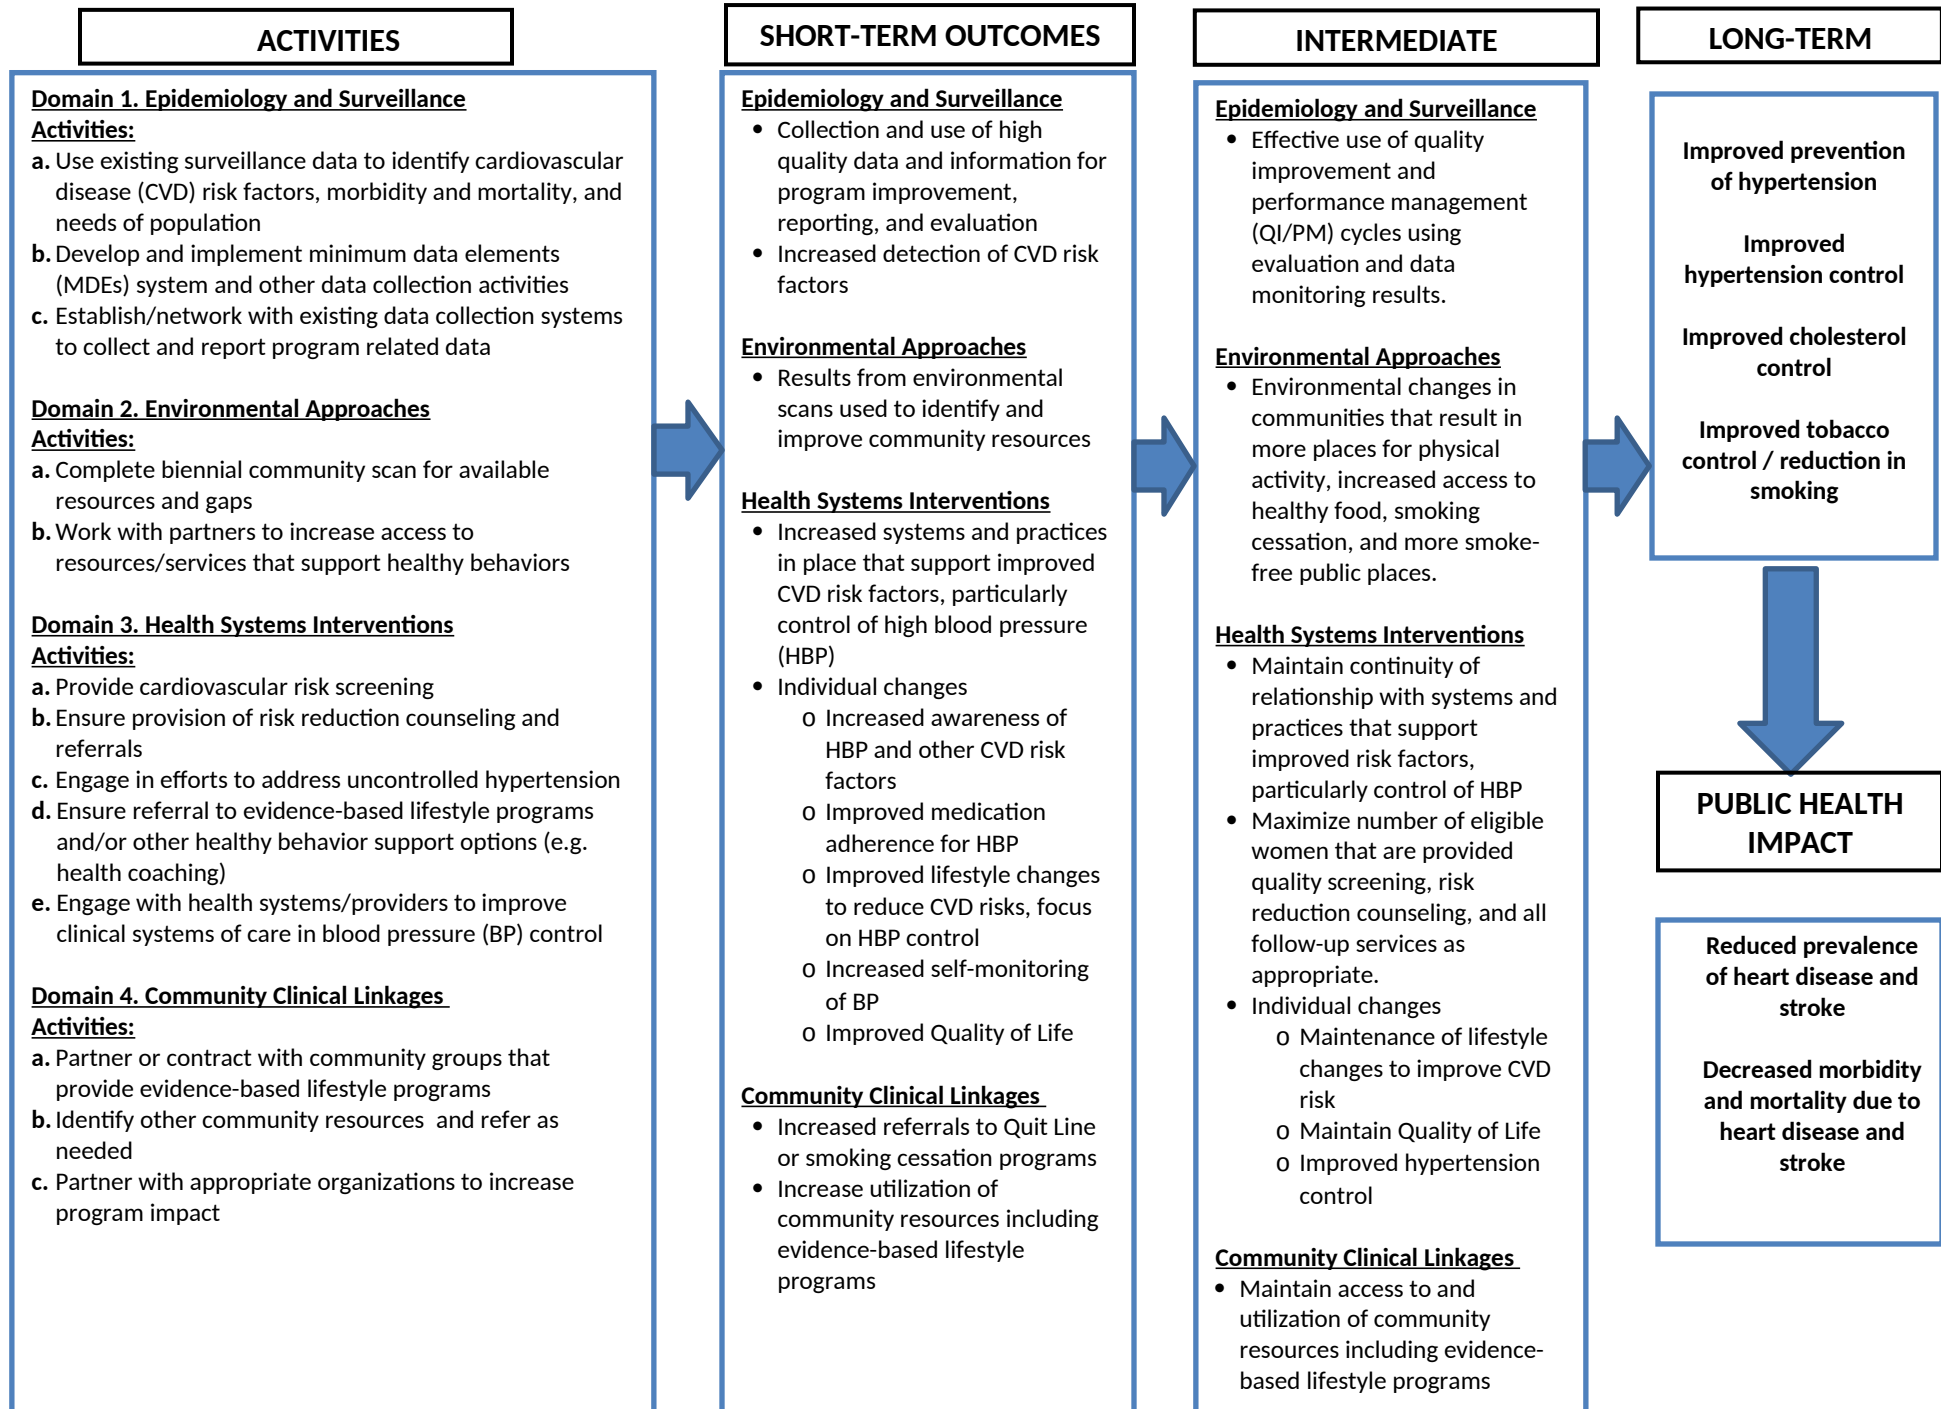 ACTIVITIES
Domain 1. Epidemiology and Surveillance
Activities:
a. Use existing surveillance data to identify cardiovascular
disease (CVD) risk factors, morbidity and mortality, and
needs of population
b. Develop and implement minimum data elements
(MDEs) system and other data collection activities
c. Establish/network with existing data collection systems
to collect and report program related data
Domain 2. Environmental Approaches
Activities:
a. Complete biennial community scan for available
resources and gaps
b. Work with partners to increase access to
resources/services that support healthy behaviors
Domain 3. Health Systems Interventions
Activities:
a. Provide cardiovascular risk screening
b. Ensure provision of risk reduction counseling and
referrals
c. Engage in efforts to address uncontrolled hypertension
d. Ensure referral to evidence-based lifestyle programs
and/or other healthy behavior support options (e.g.
health coaching)
e. Engage with health systems/providers to improve
clinical systems of care in blood pressure (BP) control
Domain 4. Community Clinical Linkages
Activities:
a. Partner or contract with community groups that
provide evidence-based lifestyle programs
b. Identify other community resources  and refer as
needed
c. Partner with appropriate organizations to increase
program impact
SHORT-TERM OUTCOMES
Epidemiology and Surveillance
• Collection and use of high
quality data and information for
program improvement,
reporting, and evaluation
• Increased detection of CVD risk
factors
Environmental Approaches
• Results from environmental
scans used to identify and
improve community resources
Health Systems Interventions
• Increased systems and practices
in place that support improved
CVD risk factors, particularly
control of high blood pressure
(HBP)
• Individual changes
o Increased awareness of
HBP and other CVD risk
factors
o Improved medication
adherence for HBP
o Improved lifestyle changes
to reduce CVD risks, focus
on HBP control
o Increased self-monitoring
of BP
o Improved Quality of Life
Community Clinical Linkages
• Increased referrals to Quit Line
or smoking cessation programs
• Increase utilization of
community resources including
evidence-based lifestyle
programs
INTERMEDIATE
Epidemiology and Surveillance
• Effective use of quality
improvement and
performance management
(QI/PM) cycles using
evaluation and data
monitoring results.
Environmental Approaches
• Environmental changes in
communities that result in
more places for physical
activity, increased access to
healthy food, smoking
cessation, and more smoke-
free public places.
Health Systems Interventions
• Maintain continuity of
relationship with systems and
practices that support
improved risk factors,
particularly control of HBP
• Maximize number of eligible
women that are provided
quality screening, risk
reduction counseling, and all
follow-up services as
appropriate.
• Individual changes
o Maintenance of lifestyle
changes to improve CVD
risk
o Maintain Quality of Life
o Improved hypertension
control
Community Clinical Linkages
• Maintain access to and
utilization of community
resources including evidence-
based lifestyle programs
LONG-TERM
Improved prevention
of hypertension
Improved
hypertension control
Improved cholesterol
control
Improved tobacco
control / reduction in
smoking
PUBLIC HEALTH
IMPACT
Reduced prevalence
of heart disease and
stroke
Decreased morbidity
and mortality due to
heart disease and
stroke